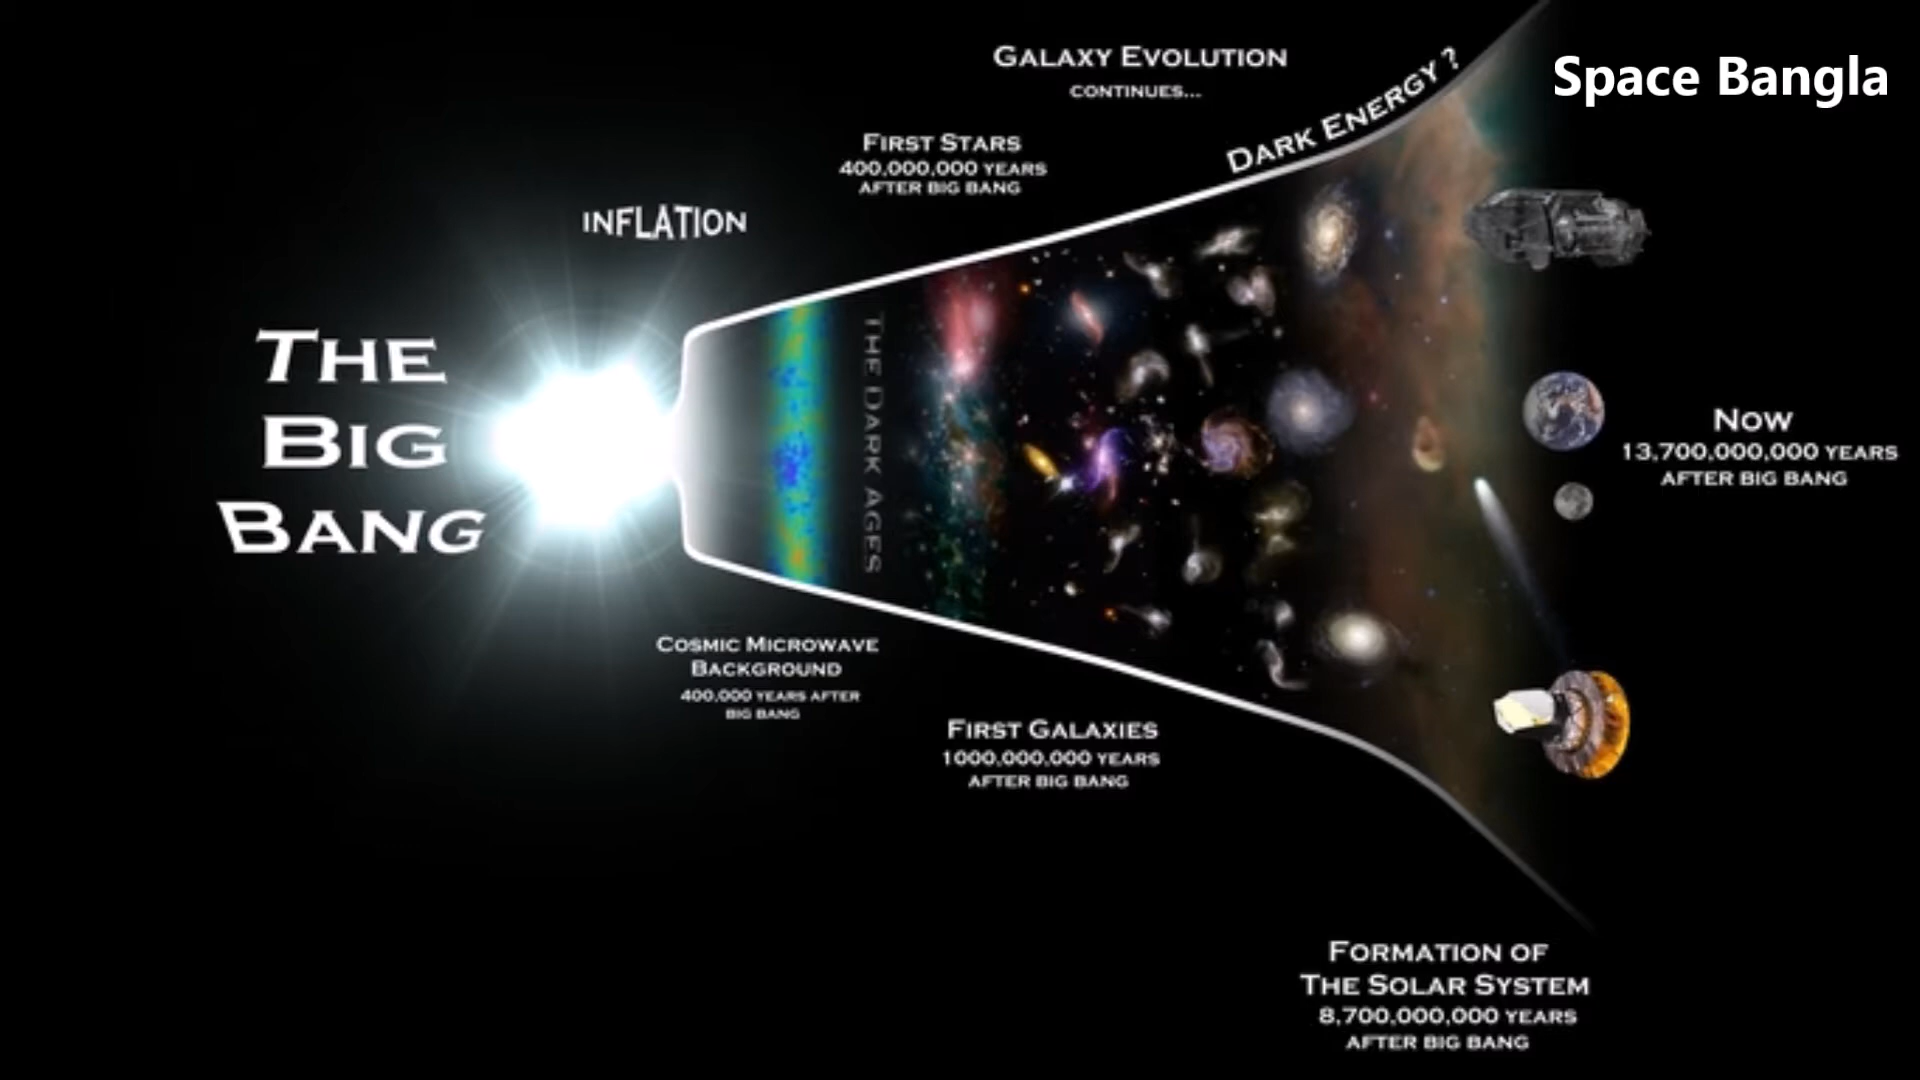 Space Bangla
GALAXY EVOLUTION
CONTINUES...
DARK ENERGY ?
FIRST STARS
400,000,000 YEARS
AFTER BIG BANG
INFLATION
THE
BIG
BANG
THE DARK AGES
NOW
13,700,000,000 YEARS
AFTER BIG BANG
COSMIC MICROWAVE
BACKGROUND
400,000 YEARS AFTER
BIG BANG
FIRST GALAXIES
1000,000,000 YEARS
AFTER BIG BANG
FORMATION OF
THE SOLAR SYSTEM
8,700,000,000 YEARS
AFTER BIG BANG